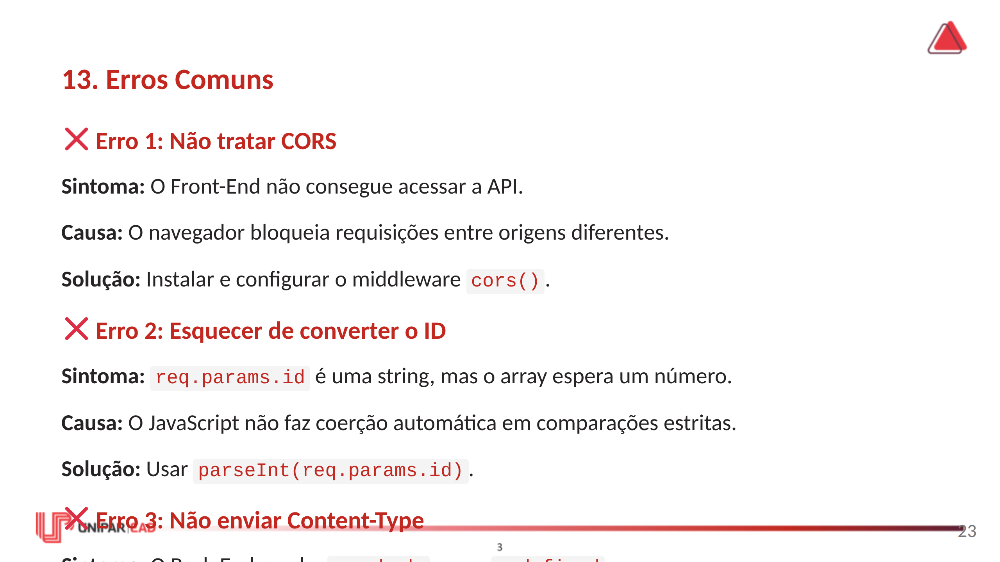 13. Erros Comuns
❌ Erro 1: Não tratar CORS
Sintoma: O Front-End não consegue acessar a API.
Causa: O navegador bloqueia requisições entre origens diferentes.
Solução: Instalar e configurar o middleware cors().
❌ Erro 2: Esquecer de converter o ID
Sintoma: req.params.id é uma string, mas o array espera um número.
Causa: O JavaScript não faz coerção automática em comparações estritas.
Solução: Usar parseInt(req.params.id).
❌ Erro 3: Não enviar Content-Type
UNIPAR|EAD
23
3